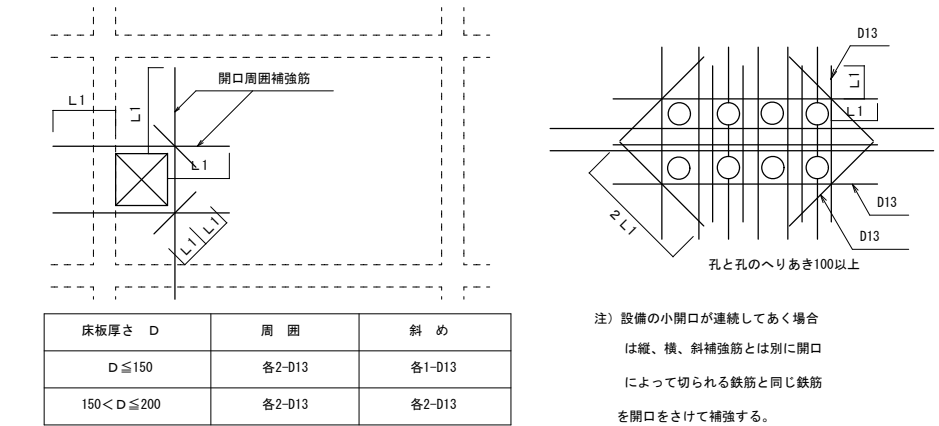 開口周囲補強筋
L1
L1
L1
L1
L1
床板厚さ D
周 囲
斜 め
D≦150
各2-D13
各1-D13
150<D≦200
各2-D13
各2-D13
D13
L1
L1
2L1
D13
D13
孔と孔のへりあき100以上
注) 設備の小開口が連続してあく場合
は縦、横、斜補強筋とは別に開口
によって切られる鉄筋と同じ鉄筋
を開口をさけて補強する。